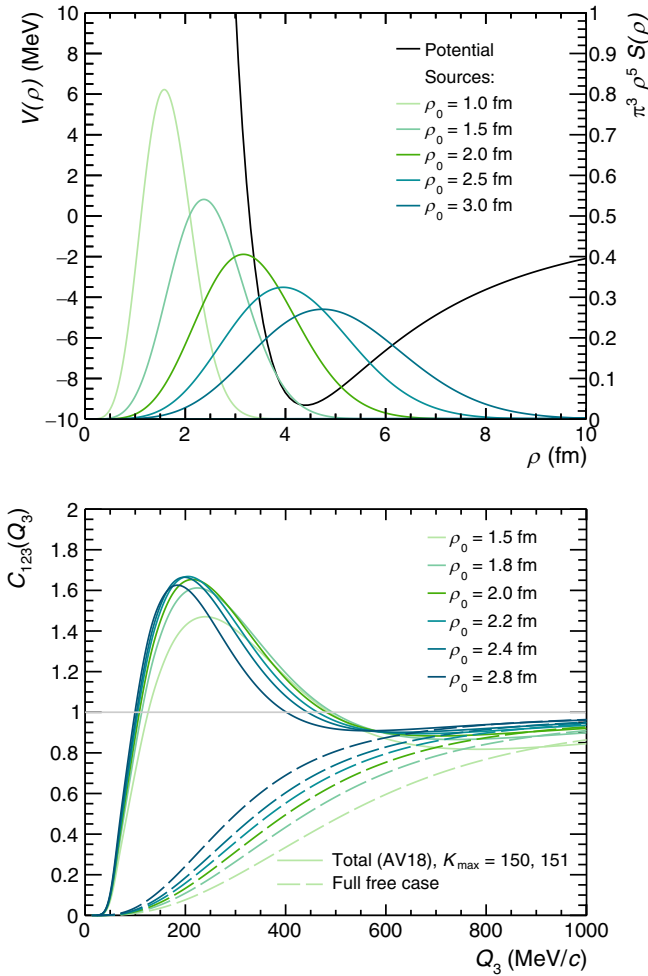 V(ρ) (MeV)
10
8
6
4
2
0
−2
−4
−6
−8
−10
π³ ρ⁵ S(ρ)
1
0.9
0.8
0.7
0.6
0.5
0.4
0.3
0.2
0.1
0
Potential
Sources:
ρ₀ = 1.0 fm
ρ₀ = 1.5 fm
ρ₀ = 2.0 fm
ρ₀ = 2.5 fm
ρ₀ = 3.0 fm
0 2 4 6 8 10
ρ (fm)
C₁₂₃(Q₃)
2
1.8
1.6
1.4
1.2
1
0.8
0.6
0.4
0.2
0
ρ₀ = 1.5 fm
ρ₀ = 1.8 fm
ρ₀ = 2.0 fm
ρ₀ = 2.2 fm
ρ₀ = 2.4 fm
ρ₀ = 2.8 fm
Total (AV18), Kmax = 150, 151
Full free case
0 200 400 600 800 1000
Q₃ (MeV/c)